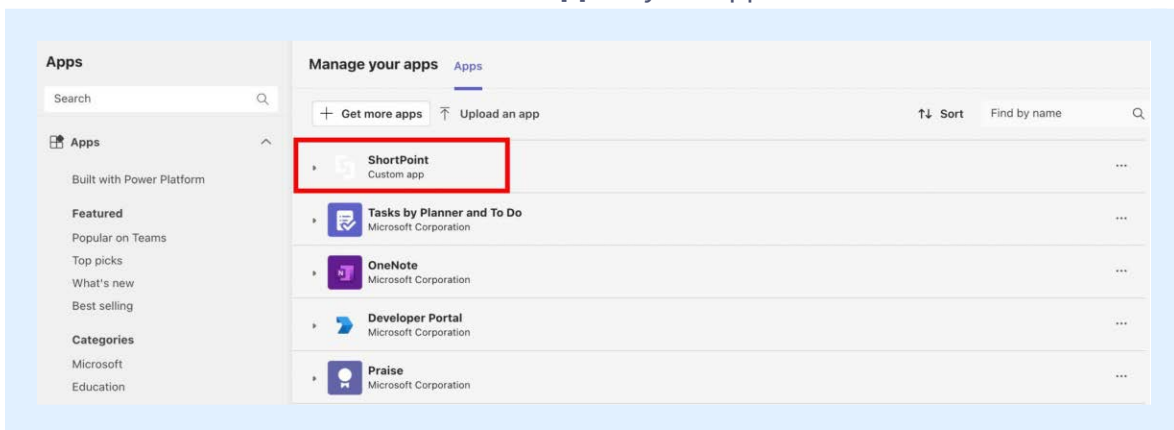 Apps
Search
Apps
Built with Power Platform
Featured
Popular on Teams
Top picks
What's new
Best selling
Categories
Microsoft
Education
Manage your apps Apps
+ Get more apps Upload an app Sort Find by name
ShortPoint
Custom app
...
Tasks by Planner and To Do
Microsoft Corporation
...
OneNote
Microsoft Corporation
...
Developer Portal
Microsoft Corporation
...
Praise
Microsoft Corporation
...